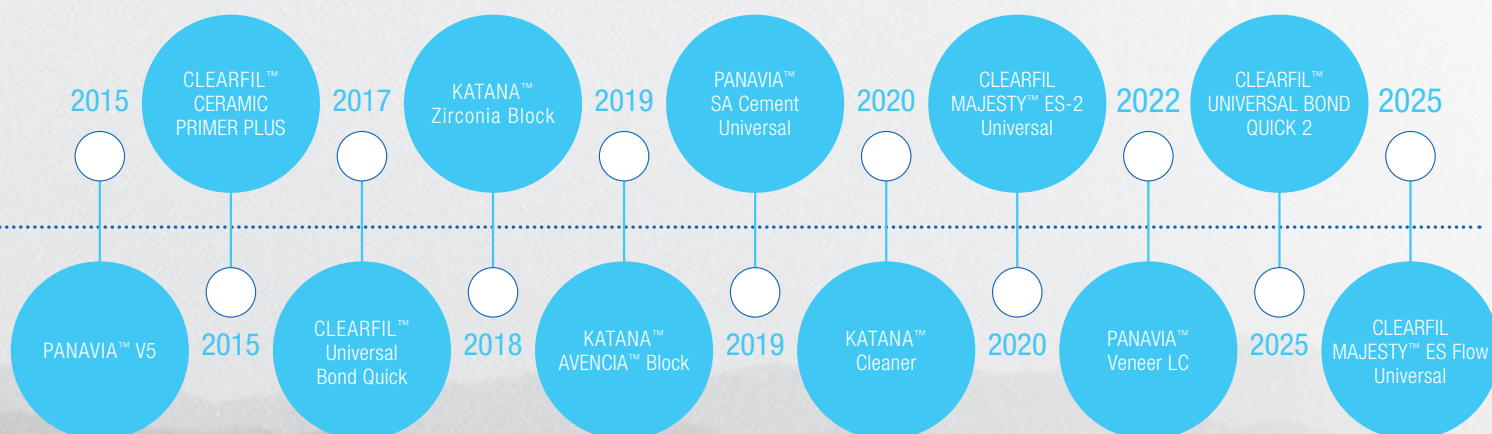 2015
PANAVIA™ V5
CLEARFIL™
CERAMIC
PRIMER PLUS
2015
2017
CLEARFIL™
Universal
Bond Quick
KATANA™
Zirconia Block
2018
2019
KATANA™
AVENCIA™ Block
PANAVIA™
SA Cement
Universal
2019
2020
KATANA™
Cleaner
CLEARFIL
MAJESTY™ ES-2
Universal
2020
2022
PANAVIA™
Veneer LC
CLEARFIL™
UNIVERSAL BOND
QUICK 2
2025
2025
CLEARFIL
MAJESTY™ ES Flow
Universal